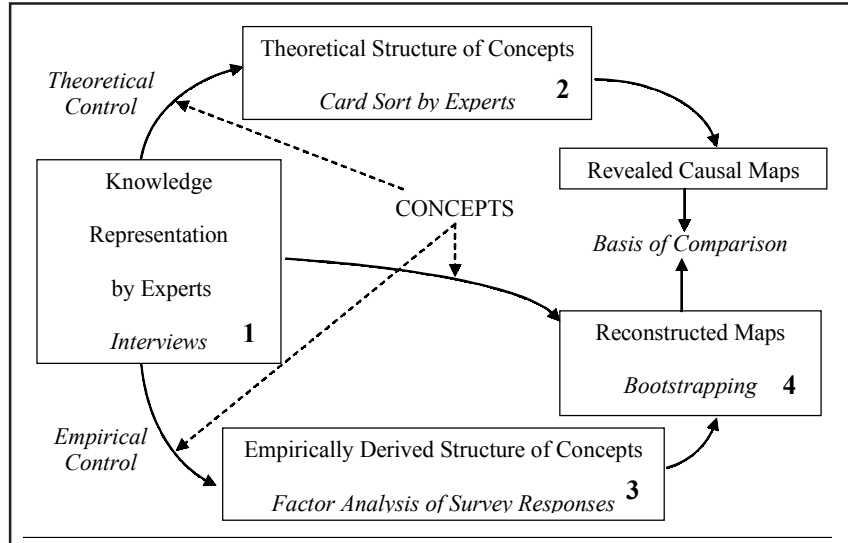 Theoretical Structure of Concepts
Card Sort by Experts 2
Theoretical
Control
Knowledge
Representation
by Experts
Interviews 1
CONCEPTS
Revealed Causal Maps
Basis of Comparison
Reconstructed Maps
Bootstrapping 4
Empirical
Control
Empirically Derived Structure of Concepts
Factor Analysis of Survey Responses 3